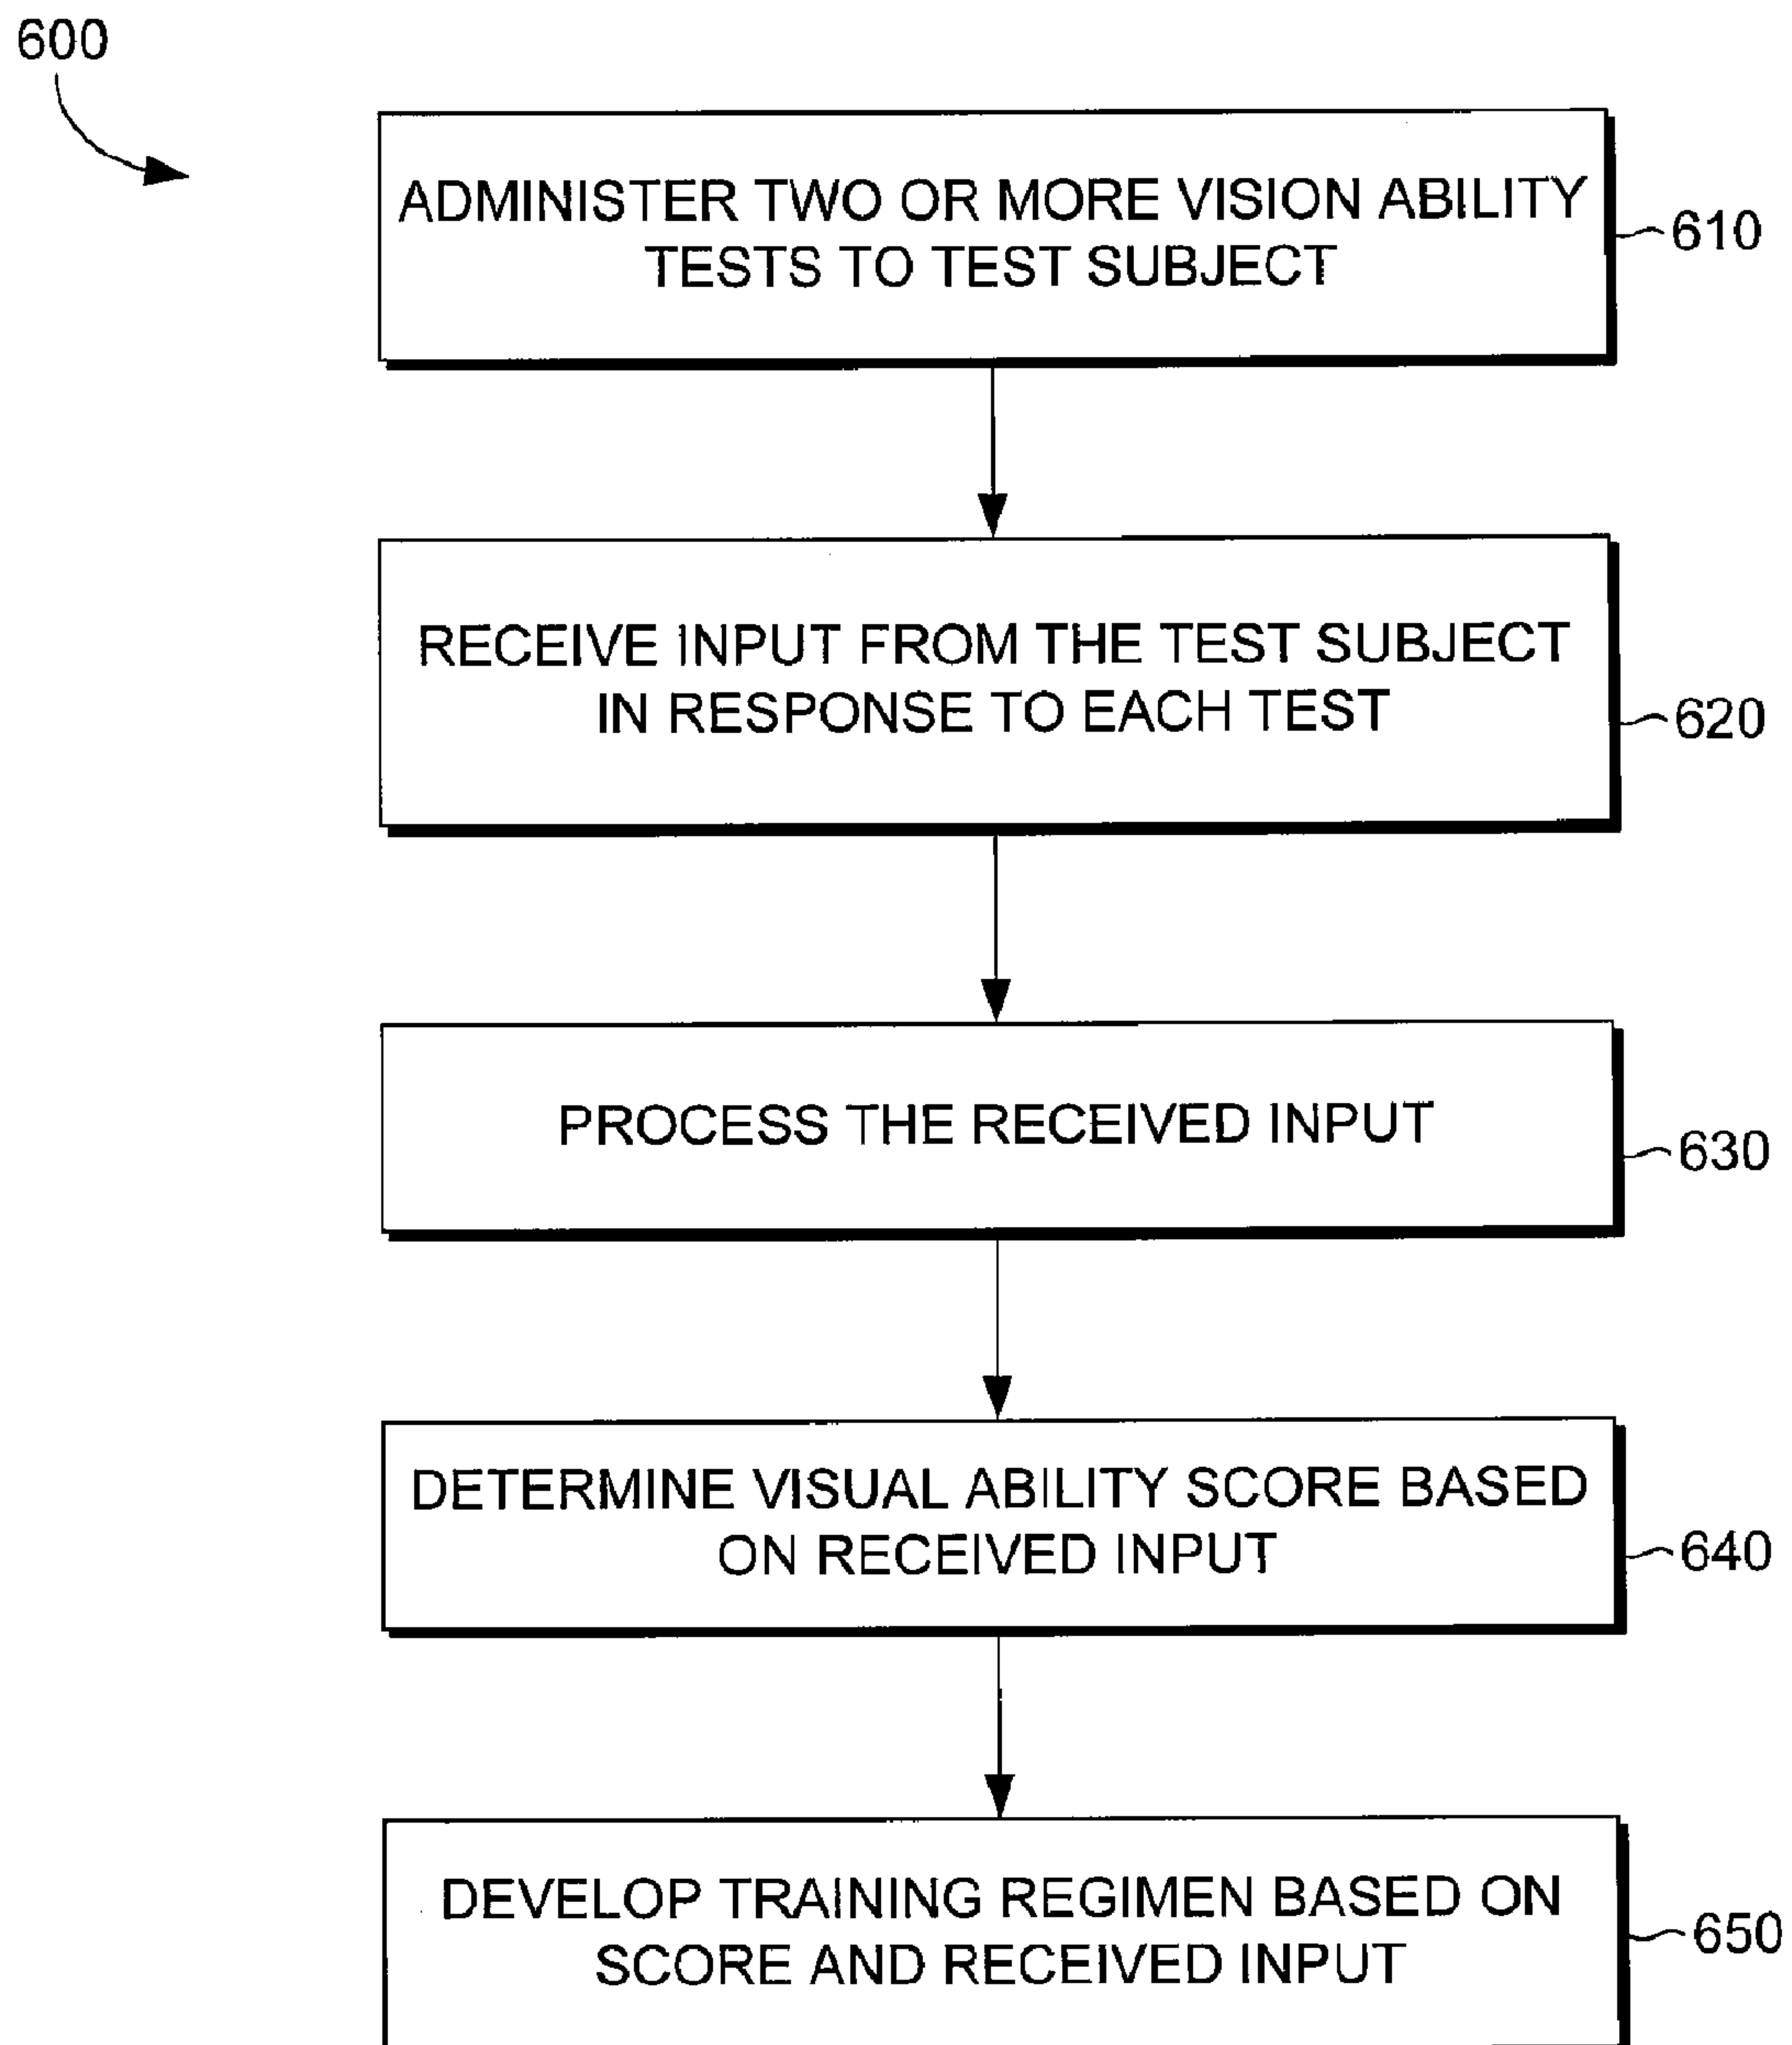 600
ADMINISTER TWO OR MORE VISION ABILITY
TESTS TO TEST SUBJECT
610
RECEIVE INPUT FROM THE TEST SUBJECT
IN RESPONSE TO EACH TEST
620
PROCESS THE RECEIVED INPUT
630
DETERMINE VISUAL ABILITY SCORE BASED
ON RECEIVED INPUT
640
DEVELOP TRAINING REGIMEN BASED ON
SCORE AND RECEIVED INPUT
650